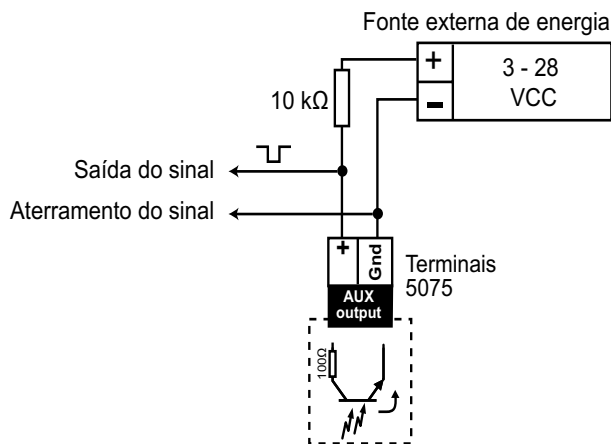 Fonte externa de energia
+
3 - 28
VCC
-
10 kΩ
Saída do sinal
Aterramento do sinal
+
Gnd
Terminais
5075
AUX
output
100Ω